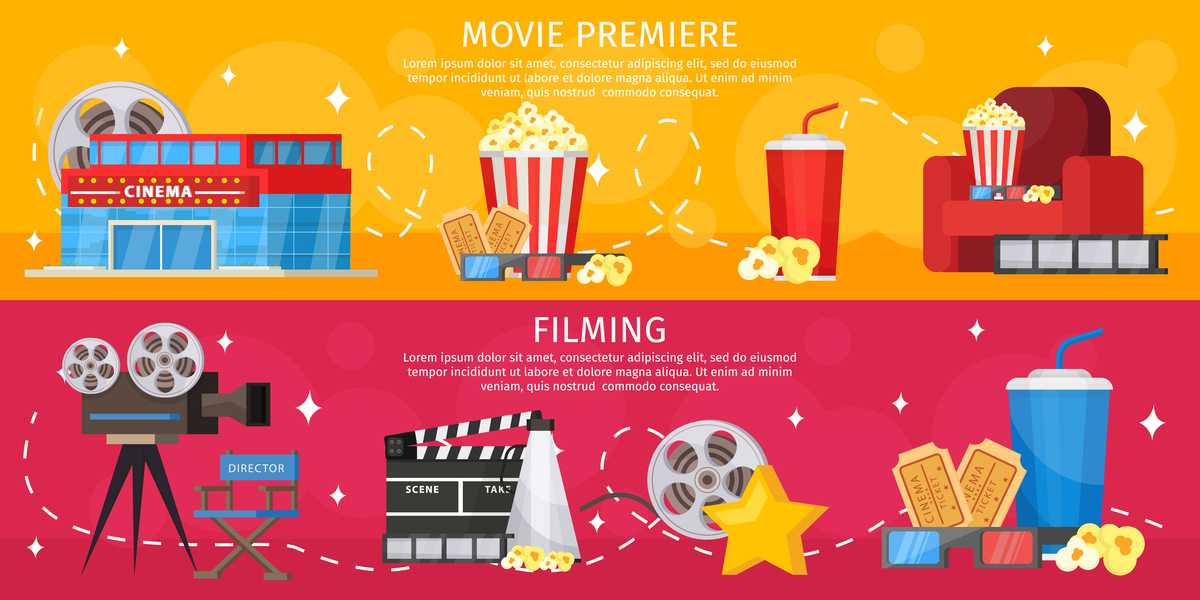 MOVIE PREMIERE
Lorem ipsum dolor sit amet, consectetur adipiscing elit, sed do eiusmod
tempor incididunt ut labore et dolore magna aliqua. Ut enim ad minim
veniam, quis nostrud commodo consequat.
CINEMA
CINEMA
TICKET
CINEMA
TICKET
FILMING
Lorem ipsum dolor sit amet, consectetur adipiscing elit, sed do eiusmod
tempor incididunt ut labore et dolore magna aliqua. Ut enim ad minim
veniam, quis nostrud commodo consequat.
DIRECTOR
SCENE
TAKE
CINEMA
TICKET
CINEMA
TICKET